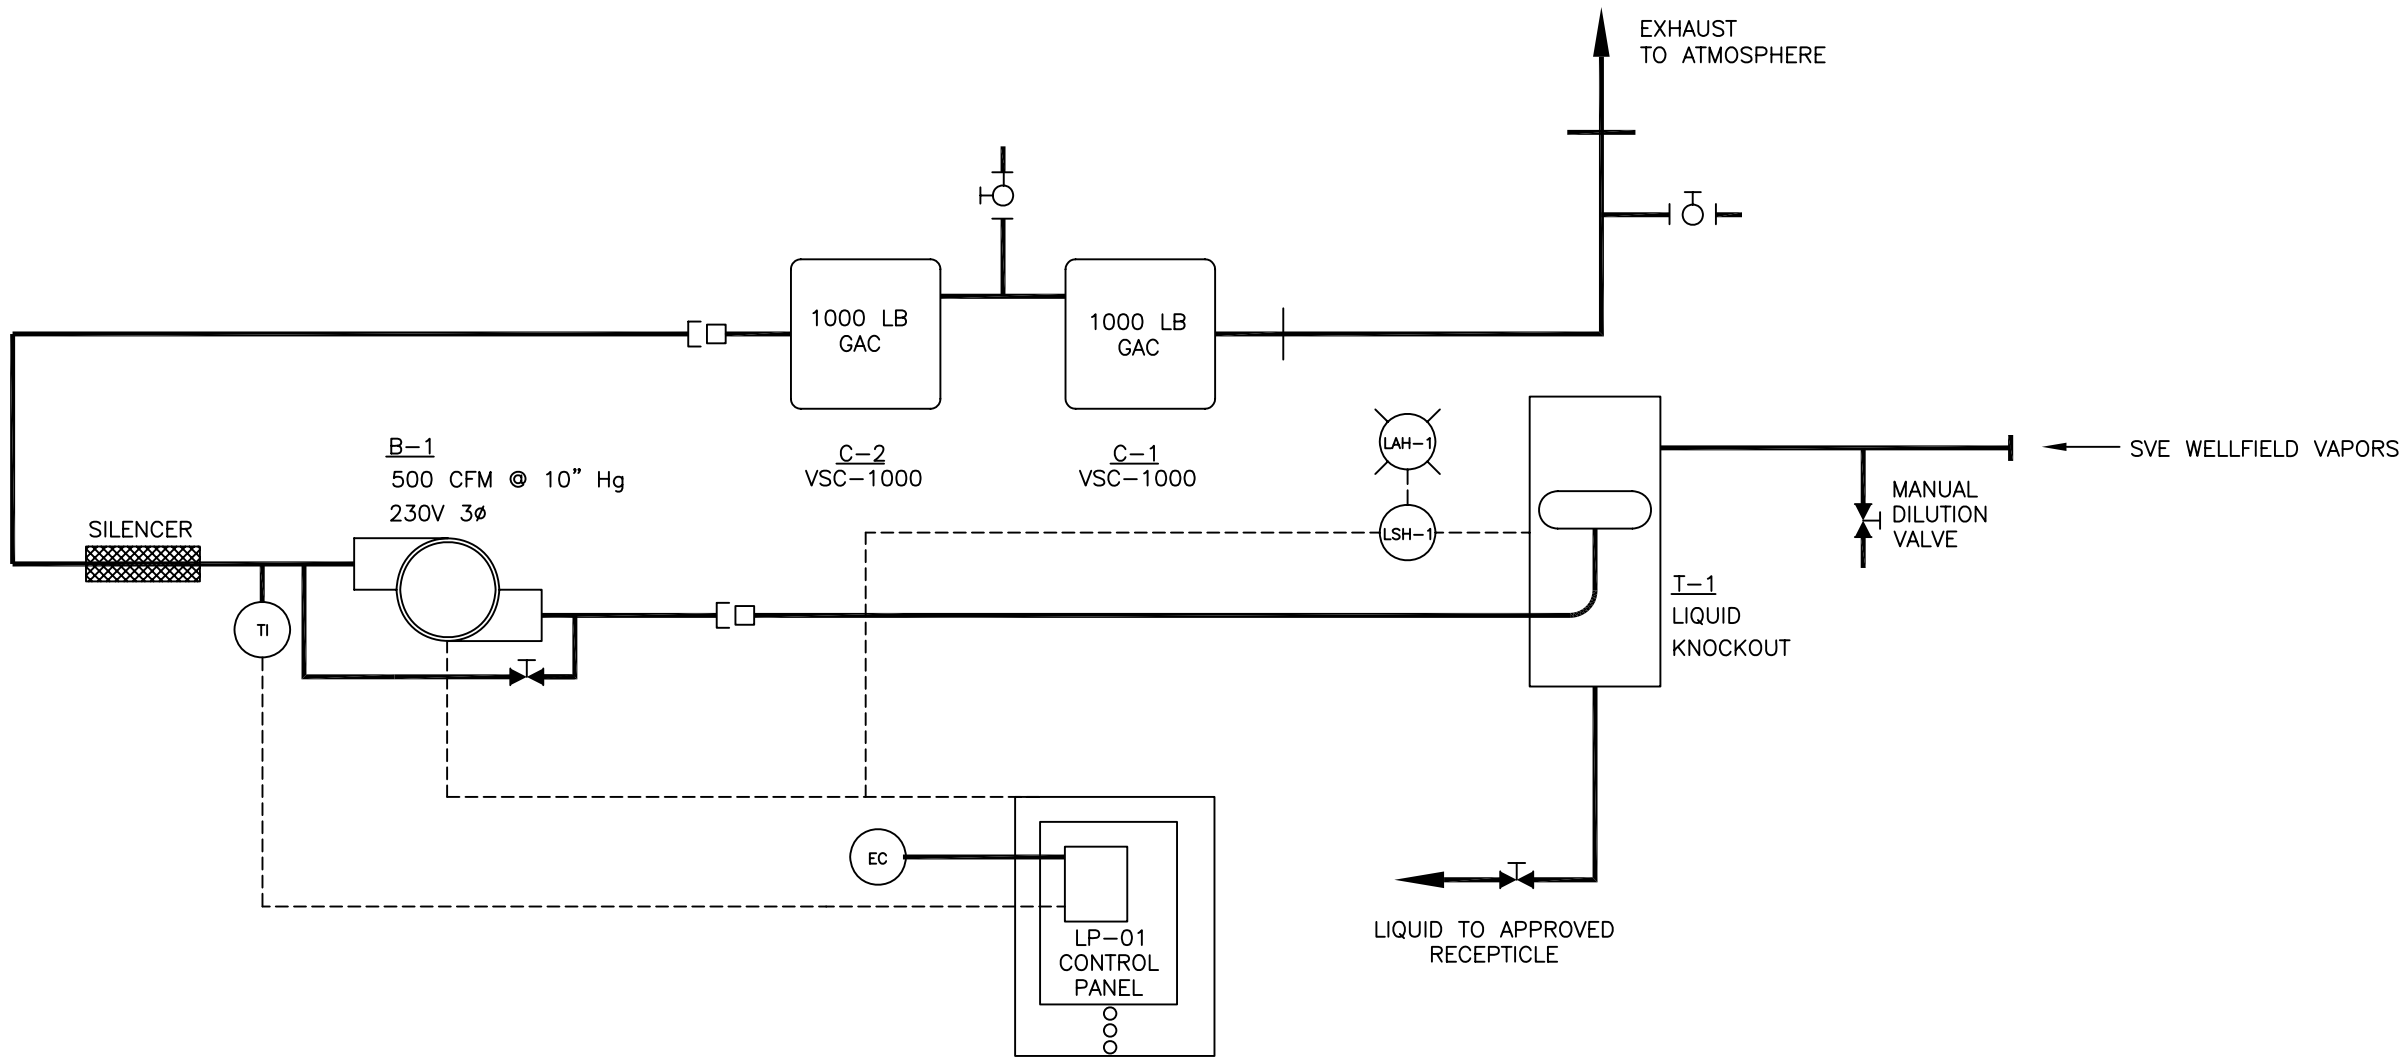 EXHAUST
TO ATMOSPHERE
1000 LB
GAC
1000 LB
GAC
C-2
VSC-1000
C-1
VSC-1000
B-1
500 CFM @ 10" Hg
230V 3ø
SILENCER
TI
LAH-1
LSH-1
SVE WELLFIELD VAPORS
MANUAL
DILUTION
VALVE
T-1
LIQUID
KNOCKOUT
EC
LP-01
CONTROL
PANEL
LIQUID TO APPROVED
RECEPTICLE